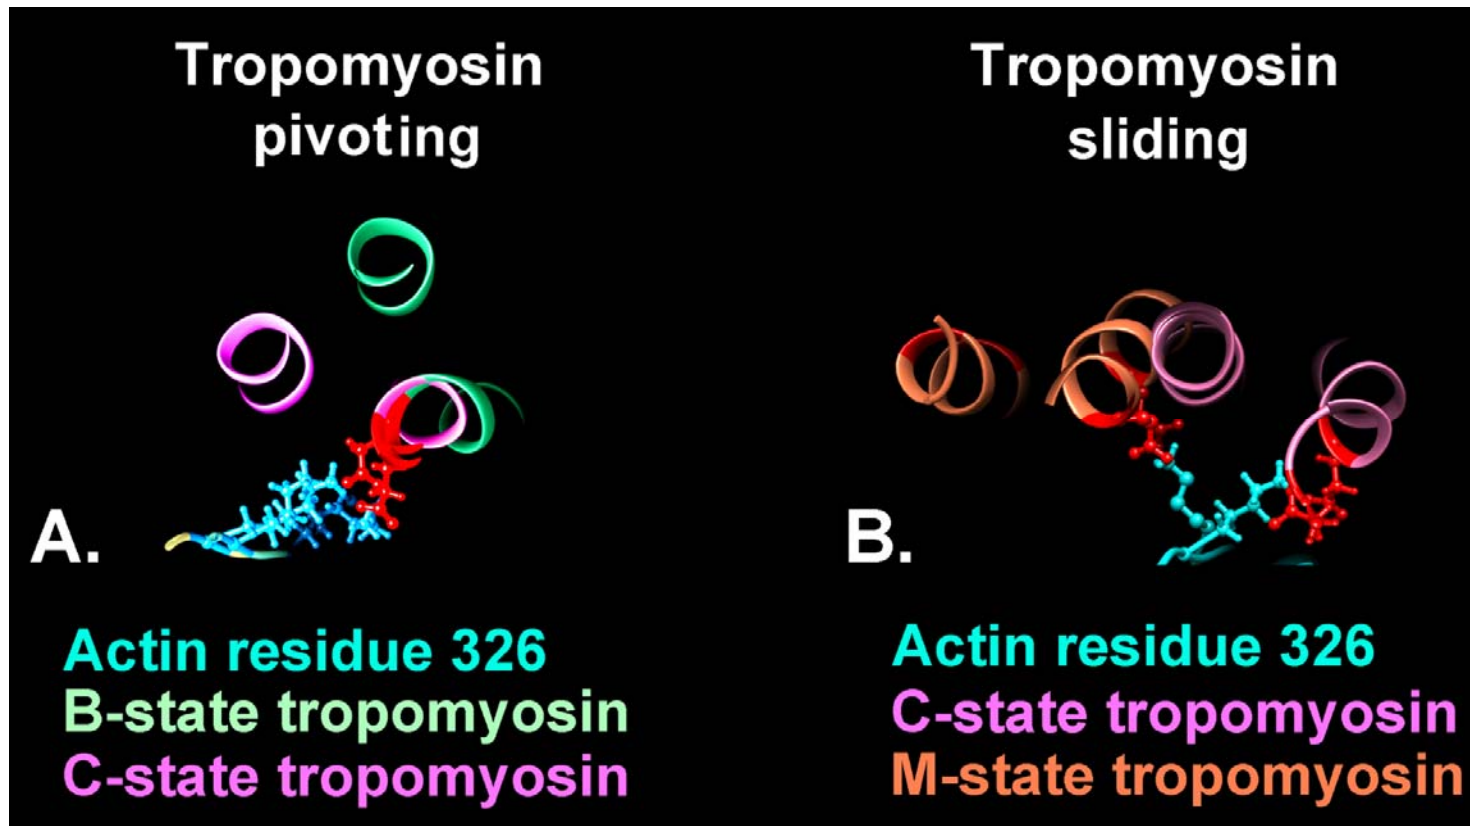 Tropomyosin
pivoting
Tropomyosin
sliding
A.
B.
Actin residue 326
B-state tropomyosin
C-state tropomyosin
Actin residue 326
C-state tropomyosin
M-state tropomyosin